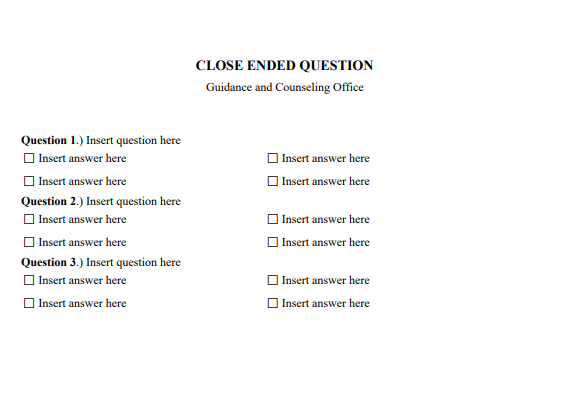 CLOSE ENDED QUESTION
Guidance and Counseling Office
Question 1.) Insert question here
☐ Insert answer here ☐ Insert answer here
☐ Insert answer here ☐ Insert answer here
Question 2.) Insert question here
☐ Insert answer here ☐ Insert answer here
☐ Insert answer here ☐ Insert answer here
Question 3.) Insert question here
☐ Insert answer here ☐ Insert answer here
☐ Insert answer here ☐ Insert answer here